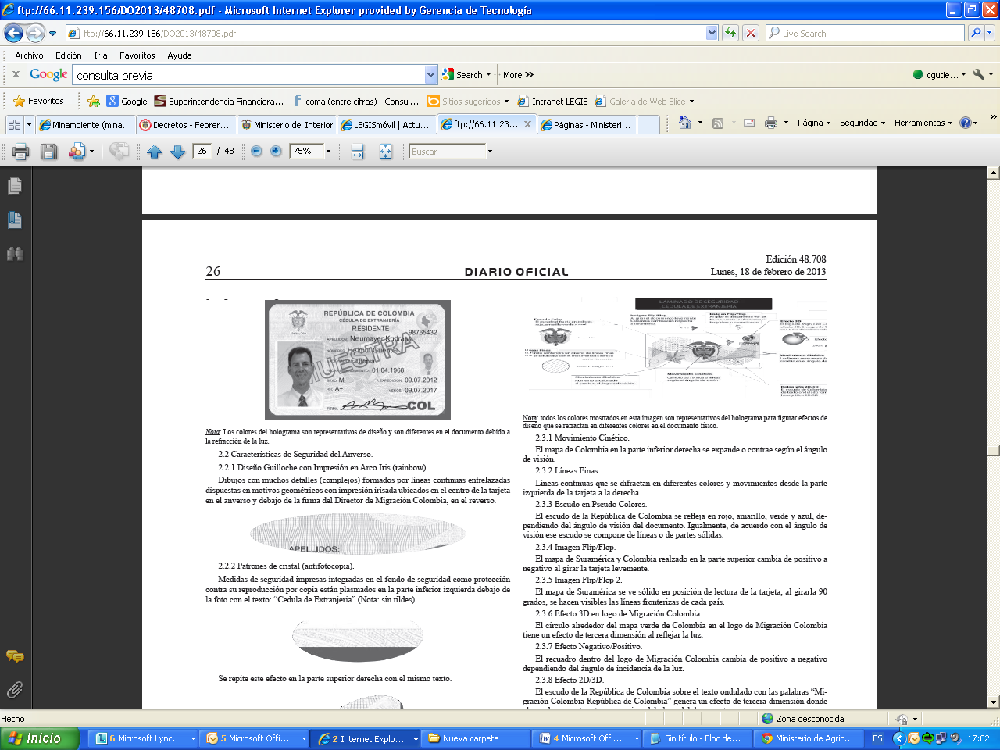 ftp://66.11.239.156/DO2013/48708.pdf - Microsoft Internet Explorer provided by Gerencia de Tecnología
ftp://66.11.239.156/DO2013/48708.pdf
Live Search
Archivo Edición Ir a Favoritos Ayuda
Google consulta previa Search More cgutie...
Favoritos Google Superintendencia Financiera... coma (entre cifras) - Consul... Sitios sugeridos Intranet LEGIS Galería de Web Slice
Minambiente (mina... Decretos - Febrer... Ministerio del Interior LEGISmóvil | Actu... ftp://66.11.23... Páginas - Ministeri... Página Seguridad Herramientas
26 / 48 75% Buscar
Edición 48.708
26 DIARIO OFICIAL Lunes, 18 de febrero de 2013
REPÚBLICA DE COLOMBIA
CÉDULA DE EXTRANJERÍA
RESIDENTE
98765432
APELLIDOS: Neumayer Kudrass
NOMBRES: Helmut Guenter
Utopia
01.04.1968
SEXO: M F. EXPEDICIÓN: 09.07.2012
RH: A+ VENCE: 09.07.2017
FIRMA COL
MUESTRA
Nota: Los colores del holograma son representativos de diseño y son diferentes en el documento debido a
la refracción de la luz.
2.2 Características de Seguridad del Anverso.
2.2.1 Diseño Guilloche con Impresión en Arco Iris (rainbow)
Dibujos con muchos detalles (complejos) formados por líneas continuas entrelazadas
dispuestas en motivos geométricos con impresión irisada ubicados en el centro de la tarjeta
en el anverso y debajo de la firma del Director de Migración Colombia, en el reverso.
APELLIDOS:
2.2.2 Patrones de cristal (antifotocopia).
Medidas de seguridad impresas integradas en el fondo de seguridad como protección
contra su reproducción por copia están plasmados en la parte inferior izquierda debajo de
la foto con el texto: “Cedula de Extranjeria” (Nota: sin tildes)
Se repite este efecto en la parte superior derecha con el mismo texto.
LAMINADO DE SEGURIDAD
CÉDULA DE EXTRANJERÍA
Imagen Flip/Flop
Imagen Flip/Flop
Efecto 3D
Líneas Finas
Movimiento Cinético
Movimiento Cinético
Movimiento Cinético
Nota: todos los colores mostrados en esta imagen son representativos del holograma para figurar efectos de
diseño que se refractan en diferentes colores en el documento físico.
2.3.1 Movimiento Cinético.
El mapa de Colombia en la parte inferior derecha se expande o contrae según el ángulo
de visión.
2.3.2 Líneas Finas.
Líneas continuas que se difractan en diferentes colores y movimientos desde la parte
izquierda de la tarjeta a la derecha.
2.3.3 Escudo en Pseudo Colores.
El escudo de la República de Colombia se refleja en rojo, amarillo, verde y azul, de-
pendiendo del ángulo de visión del documento. Igualmente, de acuerdo con el ángulo de
visión ese escudo se compone de líneas o de partes sólidas.
2.3.4 Imagen Flip/Flop.
El mapa de Suramérica y Colombia realzado en la parte superior cambia de positivo a
negativo al girar la tarjeta levemente.
2.3.5 Imagen Flip/Flop 2.
El mapa de Suramérica se ve sólido en posición de lectura de la tarjeta; al girarla 90
grados, se hacen visibles las líneas fronterizas de cada país.
2.3.6 Efecto 3D en logo de Migración Colombia.
El círculo alrededor del mapa verde de Colombia en el logo de Migración Colombia
tiene un efecto de tercera dimensión al reflejar la luz.
2.3.7 Efecto Negativo/Positivo.
El recuadro dentro del logo de Migración Colombia cambia de positivo a negativo
dependiendo del ángulo de incidencia de la luz.
2.3.8 Efecto 2D/3D.
El escudo de la República de Colombia sobre el texto ondulado con las palabras “Mi-
gración Colombia República de Colombia” genera un efecto de tercera dimensión donde
Hecho Zona desconocida
Inicio 6 Microsoft Lync... 5 Microsoft Offi... 2 Internet Explo... Nueva carpeta 4 Microsoft Offi... Sin título - Bloc de... Ministerio de Agric... ES 17:02